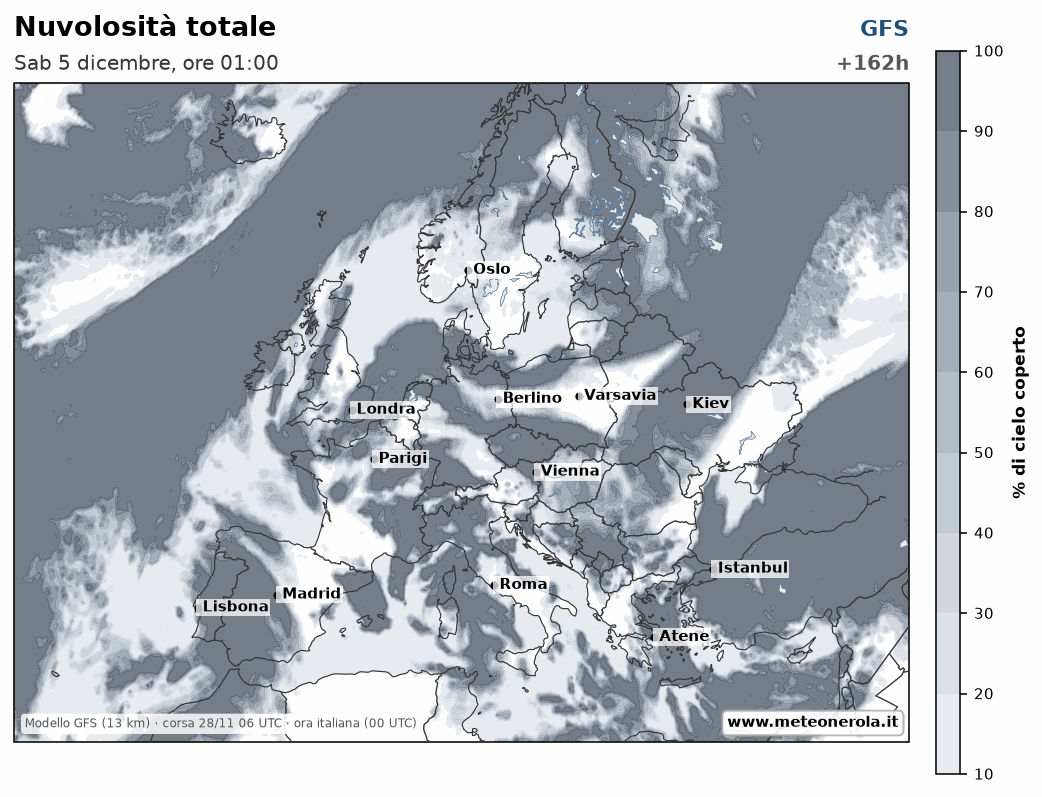 Nuvolosità totale
GFS
Sab 5 dicembre, ore 01:00
+162h
100
90
80
70
60
50
40
30
20
10
% di cielo coperto
Oslo
Londra
Berlino
Varsavia
Kiev
Parigi
Vienna
Istanbul
Roma
Madrid
Lisbona
Atene
Modello GFS (13 km) · corsa 28/11 06 UTC · ora italiana (00 UTC)
www.meteonerola.it